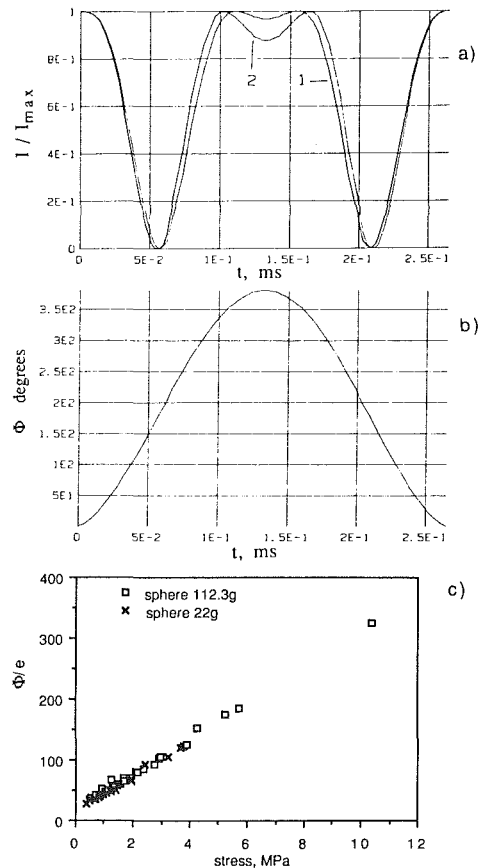 1
8E-1
6E-1
4E-1
2E-1
0
I / Imax
2
1
a)
0 5E-2 1E-1 1.5E-1 2E-1 2.5E-1
t, ms
3.5E2
3E2
2.5E2
2E2
1.5E2
1E2
5E1
Φ degrees
b)
0 5E-2 1E-1 1.5E-1 2E-1 2.5E-1
t, ms
400
300
200
100
0
Φ/e
sphere 112.3g
sphere 22g
c)
0 2 4 6 8 10 12
stress, MPa